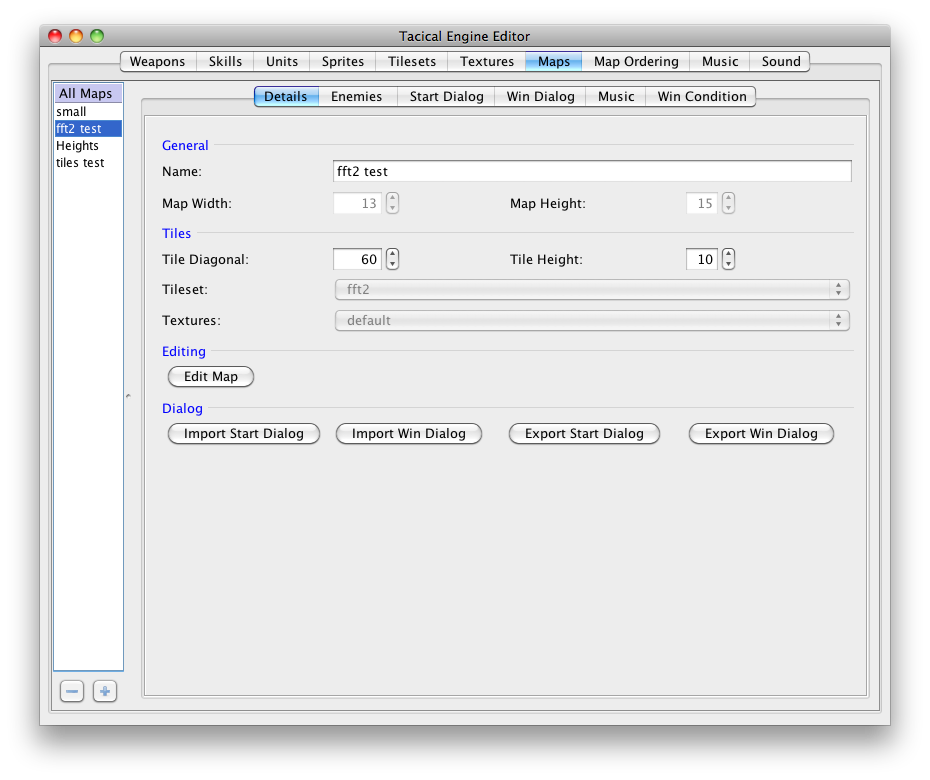 Tacical Engine Editor
Weapons Skills Units Sprites Tilesets Textures Maps Map Ordering Music Sound
All Maps
small
fft2 test
Heights
tiles test
Details Enemies Start Dialog Win Dialog Music Win Condition
General
Name: fft2 test
Map Width: 13 Map Height: 15
Tiles
Tile Diagonal: 60 Tile Height: 10
Tileset: fft2
Textures: default
Editing
Edit Map
Dialog
Import Start Dialog Import Win Dialog Export Start Dialog Export Win Dialog